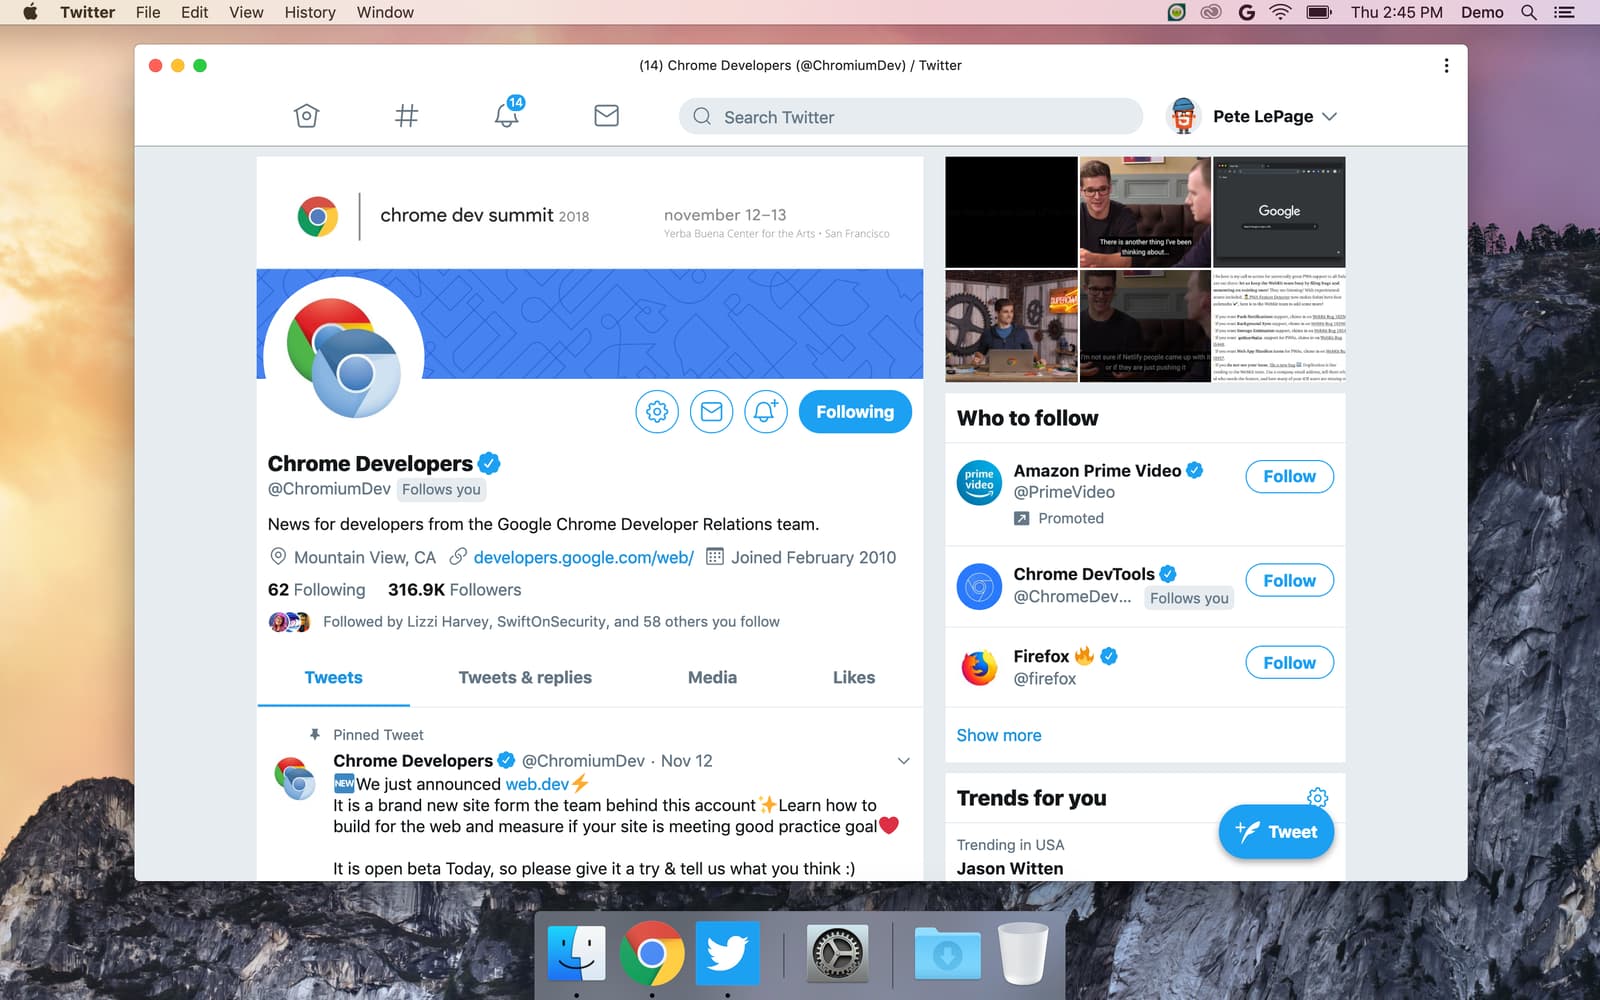 Twitter File Edit View History Window
Thu 2:45 PM Demo
(14) Chrome Developers (@ChromiumDev) / Twitter
14
Search Twitter
Pete LePage
chrome dev summit 2018
november 12–13
Yerba Buena Center for the Arts • San Francisco
Following
Chrome Developers
@ChromiumDev Follows you
News for developers from the Google Chrome Developer Relations team.
Mountain View, CA developers.google.com/web/ Joined February 2010
62 Following 316.9K Followers
Followed by Lizzi Harvey, SwiftOnSecurity, and 58 others you follow
Tweets Tweets & replies Media Likes
Pinned Tweet
Chrome Developers @ChromiumDev · Nov 12
NEW We just announced web.dev⚡
It is a brand new site form the team behind this account✨Learn how to
build for the web and measure if your site is meeting good practice goal❤
It is open beta Today, so please give it a try & tell us what you think :)
There is another thing I've been
thinking about...
Google
I'm not sure if Netlify people came up with
or if they are just pushing it
Who to follow
prime
video
Amazon Prime Video
@PrimeVideo
Promoted
Follow
Chrome DevTools
@ChromeDev... Follows you
Follow
Firefox 🔥
@firefox
Follow
Show more
Trends for you
Trending in USA
Jason Witten
Tweet